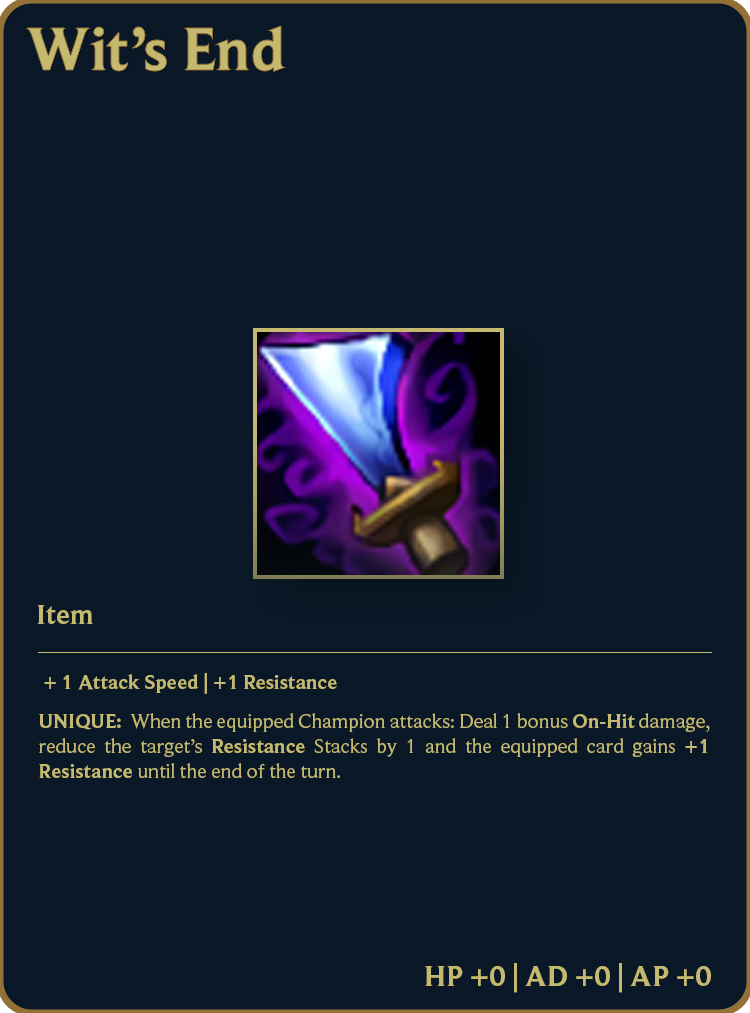 Wit’s End
Item
+ 1 Attack Speed | +1 Resistance
UNIQUE: When the equipped Champion attacks: Deal 1 bonus On-Hit damage,
reduce the target’s Resistance Stacks by 1 and the equipped card gains +1
Resistance until the end of the turn.
HP +0 | AD +0 | AP +0